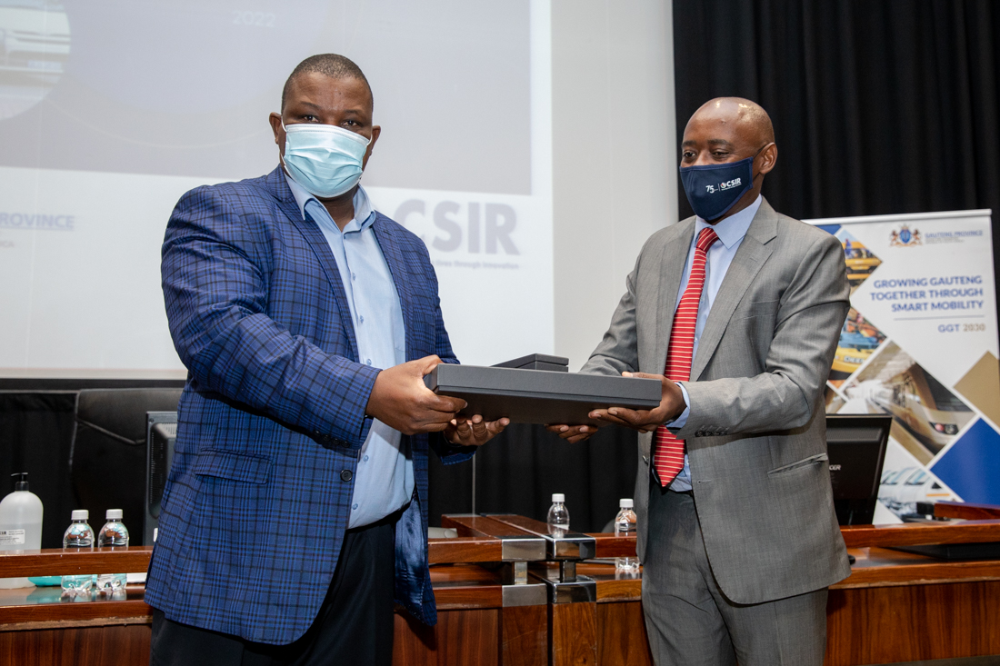 2022
PROVINCE
CSIR
75
CSIR
GAUTENG PROVINCE
GROWING GAUTENG
TOGETHER THROUGH
SMART MOBILITY
GGT 2030